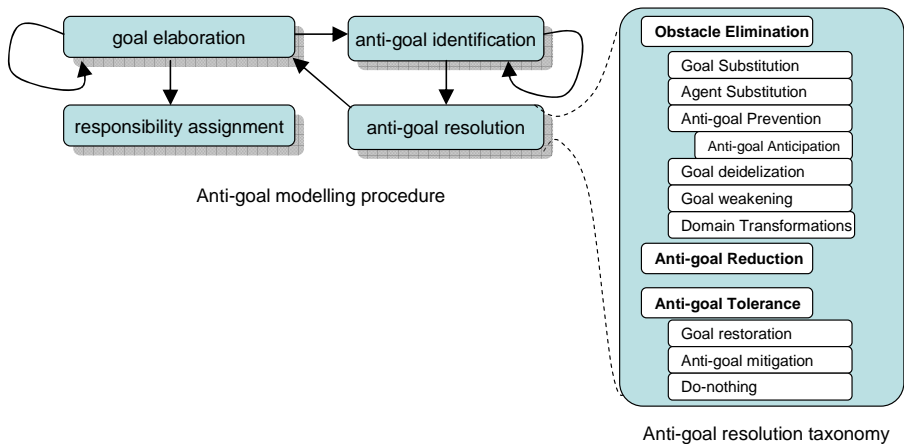 goal elaboration
anti-goal identification
responsibility assignment
anti-goal resolution
Anti-goal modelling procedure
Obstacle Elimination
Goal Substitution
Agent Substitution
Anti-goal Prevention
Anti-goal Anticipation
Goal deidelization
Goal weakening
Domain Transformations
Anti-goal Reduction
Anti-goal Tolerance
Goal restoration
Anti-goal mitigation
Do-nothing
Anti-goal resolution taxonomy